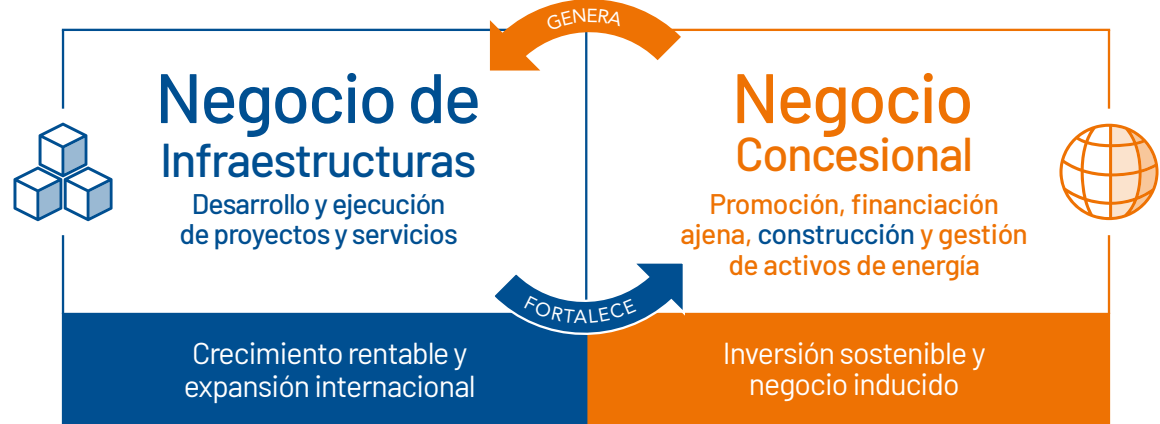 GENERA
Negocio de
Infraestructuras
Desarrollo y ejecución
de proyectos y servicios
Negocio
Concesional
Promoción, financiación
ajena, construcción y gestión
de activos de energía
FORTALECE
Crecimiento rentable y
expansión internacional
Inversión sostenible y
negocio inducido